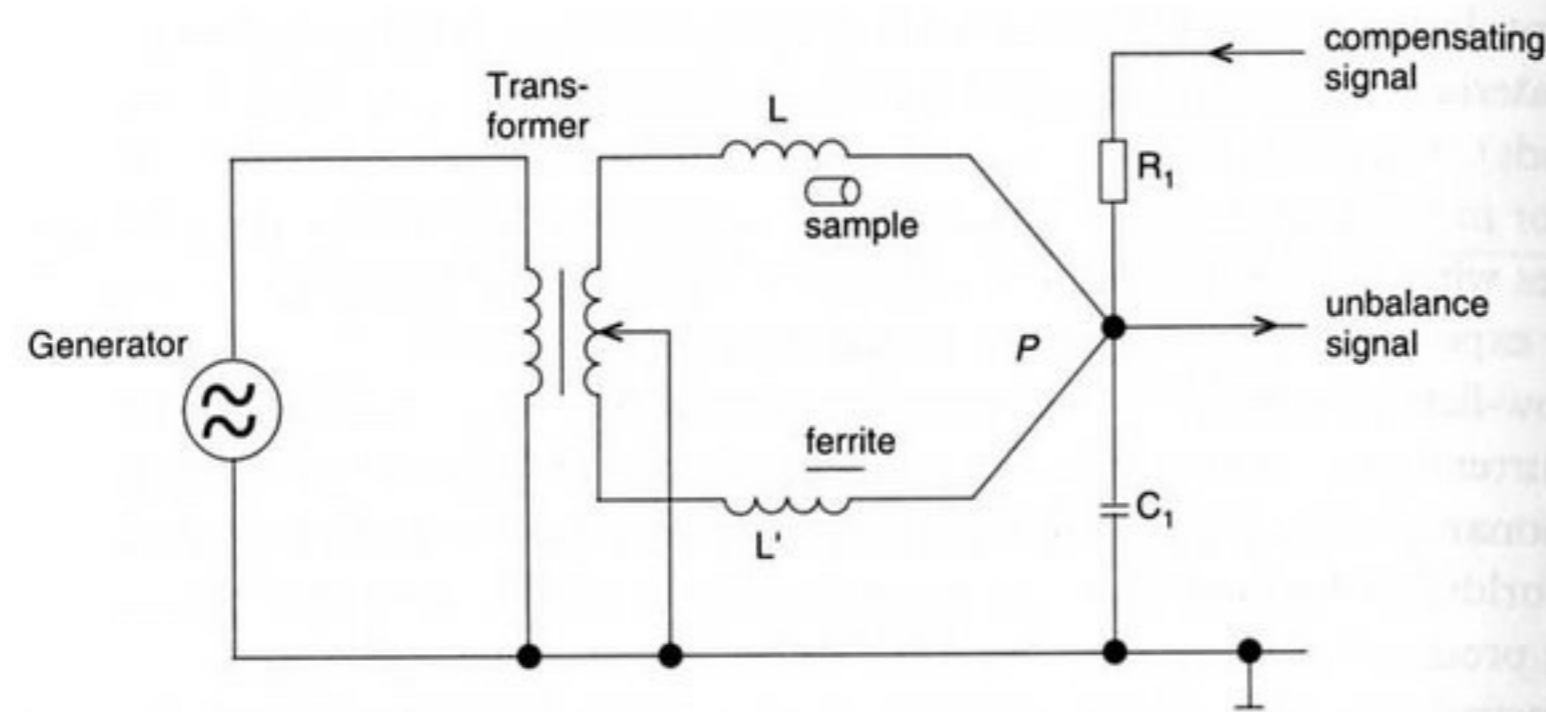 compensating
signal
Trans-
former
L
R₁
sample
unbalance
signal
Generator
P
ferrite
C₁
L'